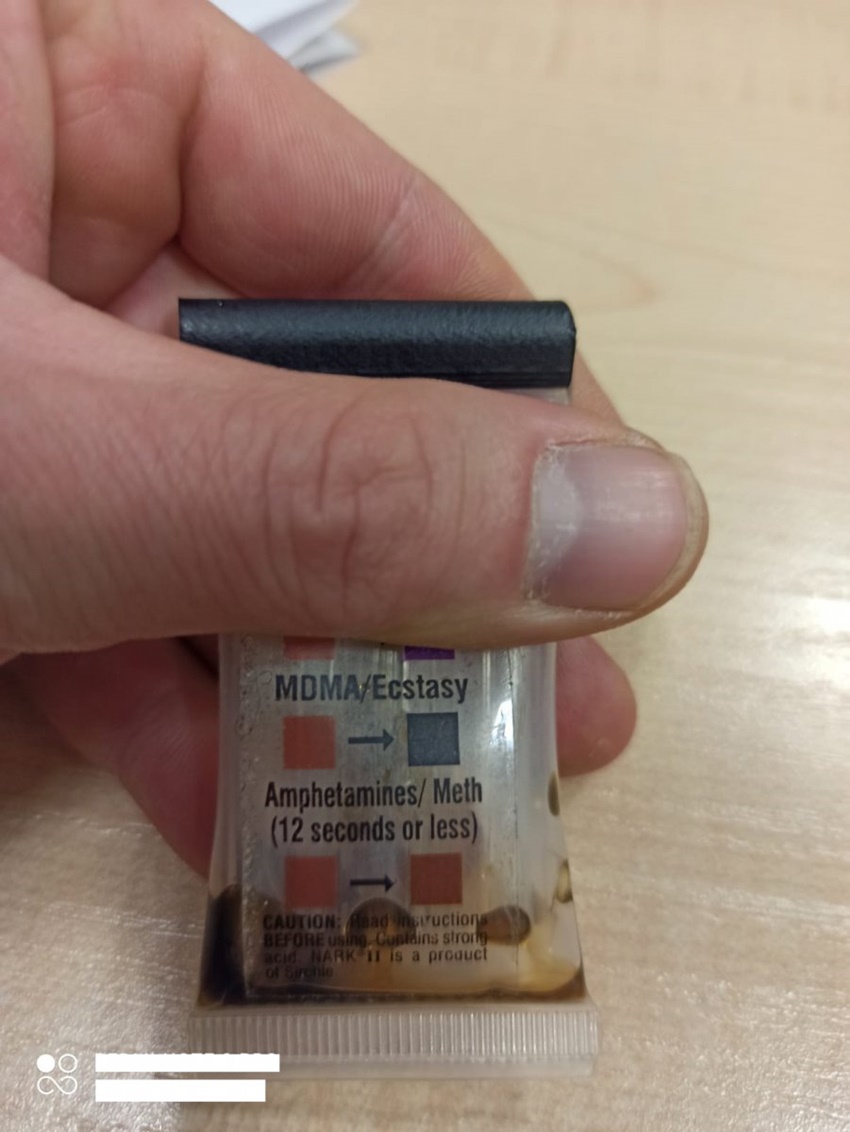 MDMA/Ecstasy
Amphetamines/ Meth
(12 seconds or less)
CAUTION: Read instructions
BEFORE using. Contains strong
acid. NARK® II is a product
of Sirchie